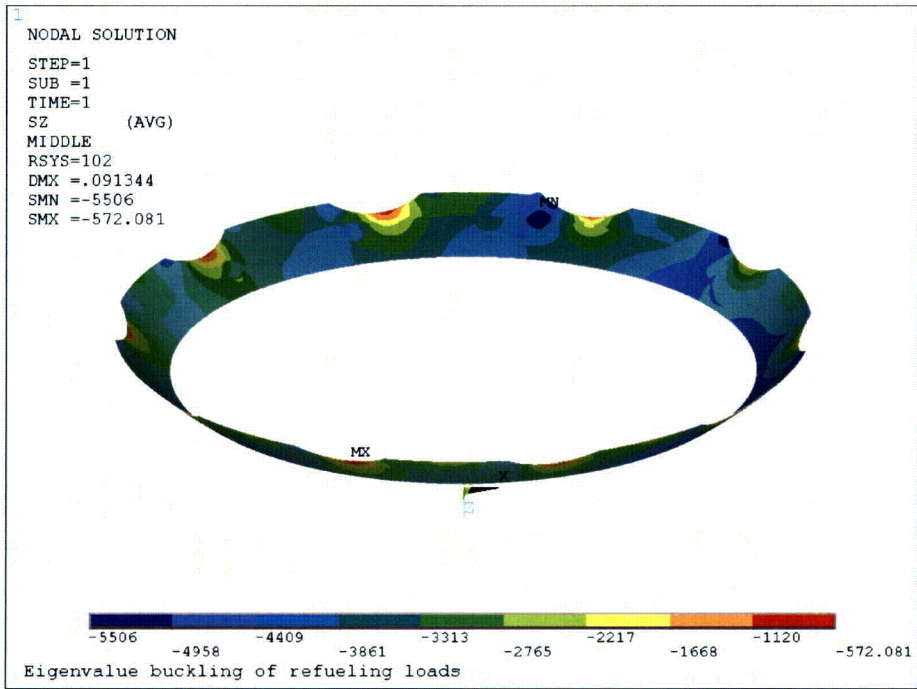 1
NODAL SOLUTION
STEP=1
SUB =1
TIME=1
SZ (AVG)
MIDDLE
RSYS=102
DMX =.091344
SMN =-5506
SMX =-572.081
MN
MX
X
-5506 -4409 -3313 -2217 -1120
-4958 -3861 -2765 -1668 -572.081
Eigenvalue buckling of refueling loads